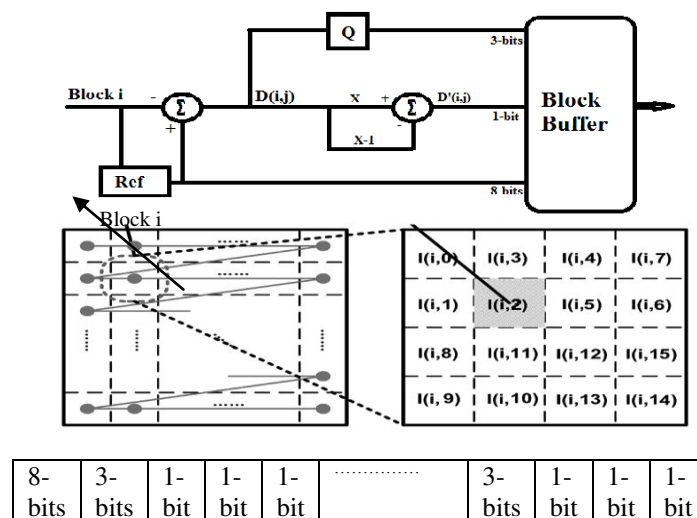 Q
3-bits
Block i
-
Σ
+
D(i,j)
X
+
Σ
-
D'(i,j)
1-bit
X-1
Block
Buffer
Ref
8-bits
Block i
......
......
......
......
......
......
I(i,0) I(i,3) I(i,4) I(i,7)
I(i,1) I(i,2) I(i,5) I(i,6)
I(i,8) I(i,11) I(i,12) I(i,15)
I(i, 9) I(i, 10) I(i, 13) I(i, 14)
8-bits 3-bits 1-bit 1-bit 1-bit ............... 3-bits 1-bit 1-bit 1-bit